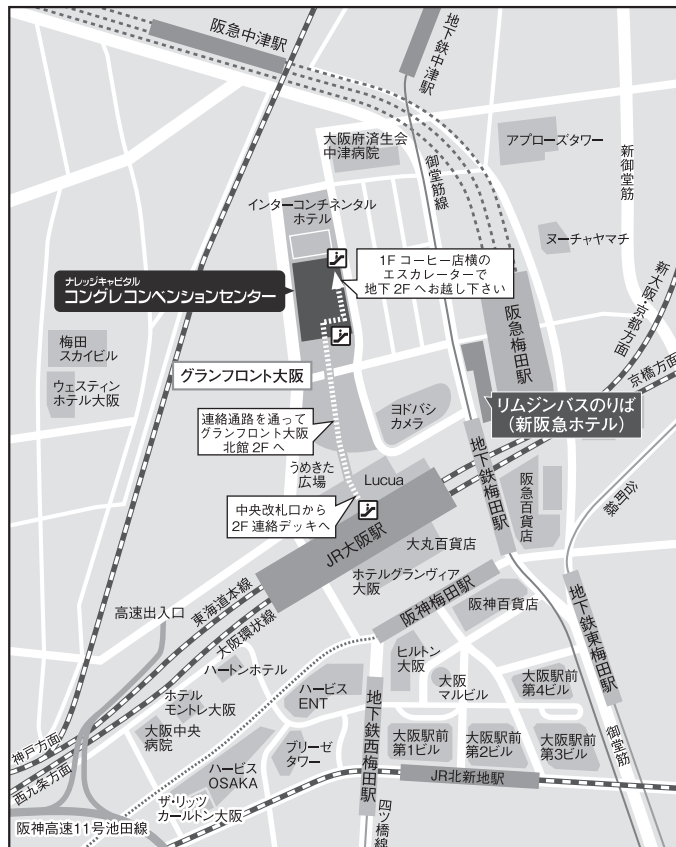 阪急中津駅
地下鉄中津駅
大阪府済生会
中津病院
アプローズタワー
新御堂筋
御堂筋線
インターコンチネンタル
ホテル
ヌーチャヤマチ
1F コーヒー店横の
エスカレーターで
地下 2F へお越し下さい
ナレッジキャピタル
コングレコンベンションセンター
新大阪・京都方面
阪急梅田駅
京橋方面
梅田
スカイビル
グランフロント大阪
ウェスティン
ホテル大阪
リムジンバスのりば
(新阪急ホテル)
ヨドバシ
カメラ
連絡通路を通って
グランフロント大阪
北館 2F へ
地下鉄梅田駅
うめきた
広場
Lucua
阪急百貨店
谷町線
中央改札口から
2F 連絡デッキへ
JR大阪駅
大丸百貨店
ホテルグランヴィア
大阪
阪神梅田駅
阪神百貨店
地下鉄東梅田駅
高速出入口
東海道本線
大阪環状線
ハートンホテル
ヒルトン
大阪
大阪
マルビル
大阪駅前
第4ビル
ホテル
モントレ大阪
ハービス
ENT
地下鉄西梅田駅
大阪中央
病院
ブリーゼ
タワー
大阪駅前
第1ビル
大阪駅前
第2ビル
大阪駅前
第3ビル
御堂筋
神戸方面
西九条方面
ハービス
OSAKA
JR北新地駅
ザ・リッツ
カールトン大阪
四ツ橋線
阪神高速11号池田線